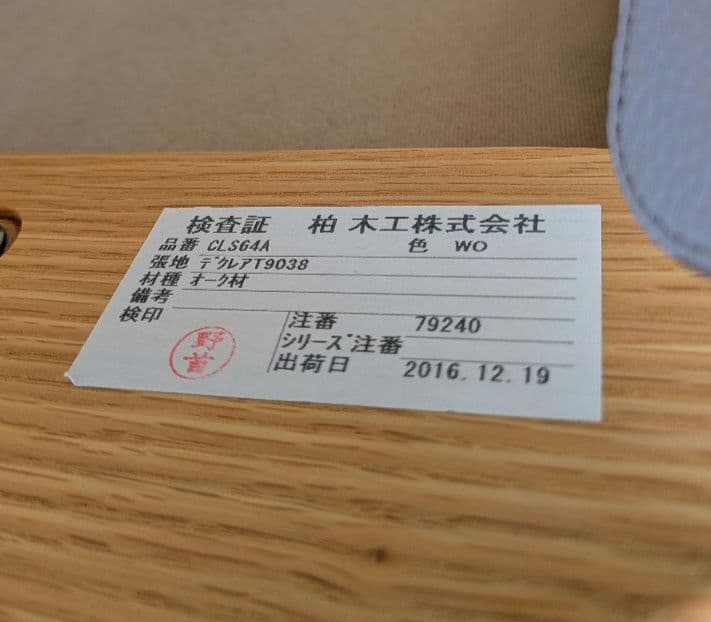 検査証 柏木工株式会社
品番 CLS64A 色 WO
張地 デクレアT9038
材種 オーク材
備考
検印
注番 79240
シリーズ注番
出荷日 2016.12.19
野首